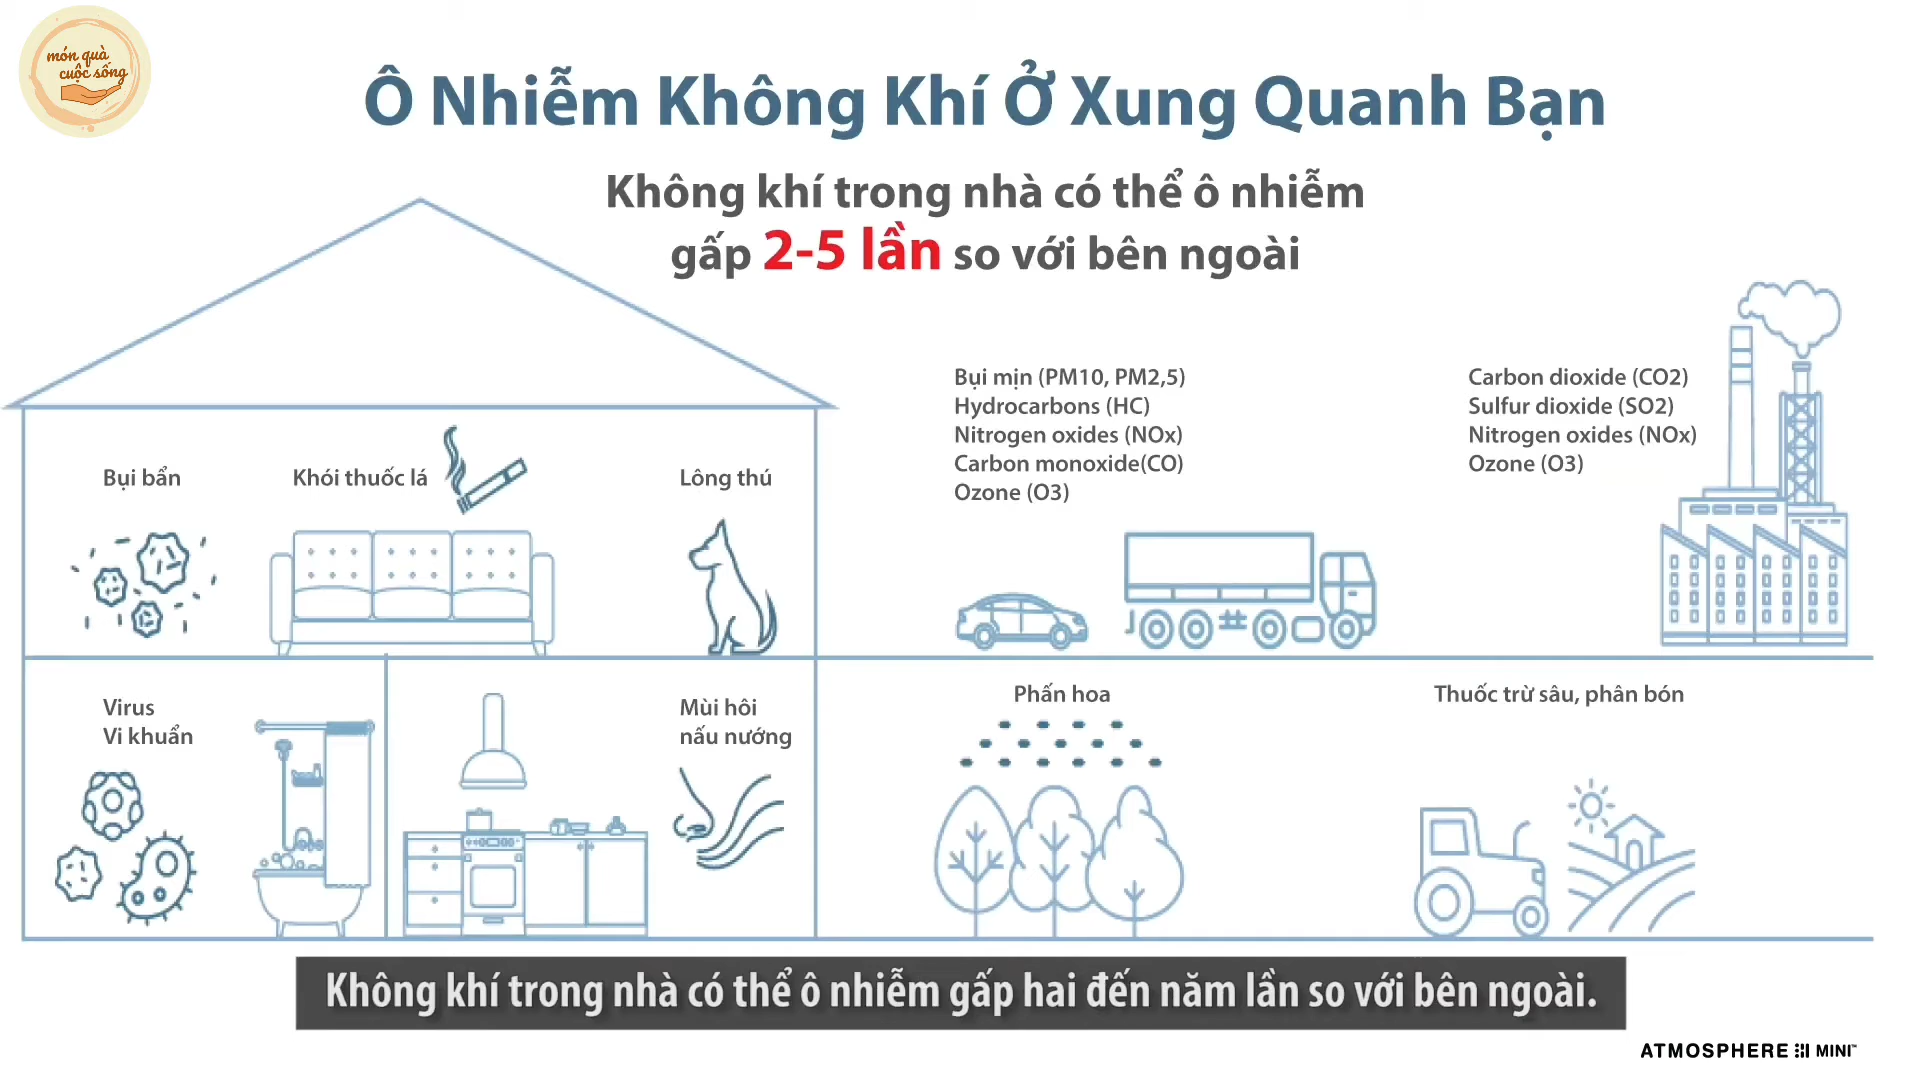 món quà
cuộc sống
Ô Nhiễm Không Khí Ở Xung Quanh Bạn
Không khí trong nhà có thể ô nhiễm
gấp 2-5 lần so với bên ngoài
Bụi mịn (PM10, PM2,5)
Hydrocarbons (HC)
Nitrogen oxides (NOx)
Carbon monoxide(CO)
Ozone (O3)
Carbon dioxide (CO2)
Sulfur dioxide (SO2)
Nitrogen oxides (NOx)
Ozone (O3)
Bụi bẩn
Khói thuốc lá
Lông thú
Virus
Vi khuẩn
Mùi hôi
nấu nướng
Phấn hoa
Thuốc trừ sâu, phân bón
Không khí trong nhà có thể ô nhiễm gấp hai đến năm lần so với bên ngoài.
ATMOSPHERE MINI™